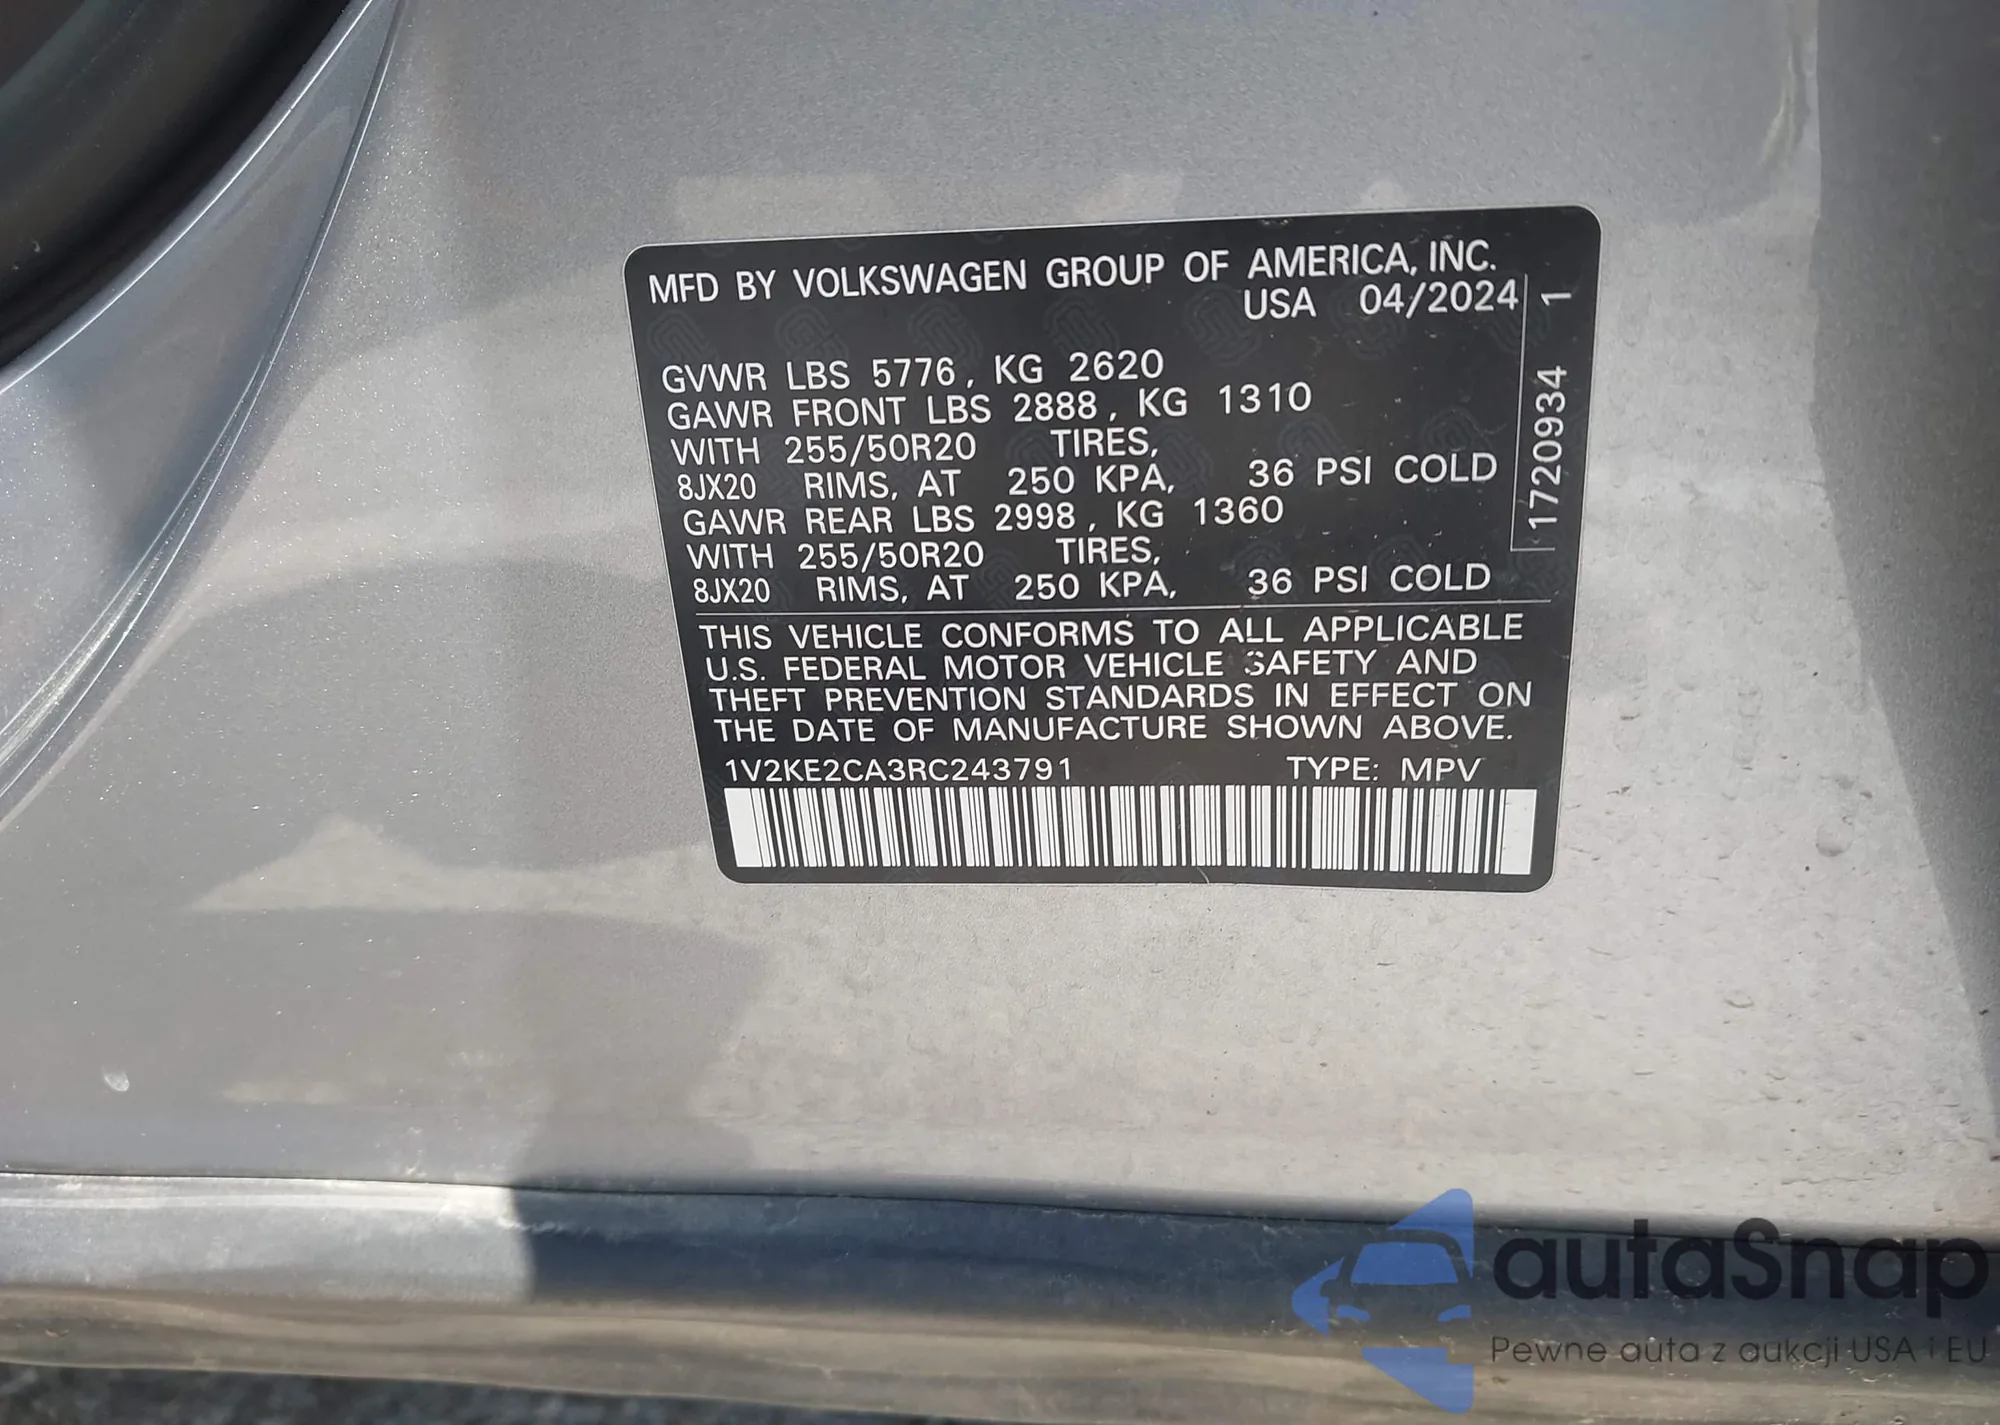 MFD BY VOLKSWAGEN GROUP OF AMERICA, INC.
USA 04/2024
GVWR LBS 5776, KG 2620
GAWR FRONT LBS 2888, KG 1310
WITH 255/50R20 TIRES,
8JX20 RIMS, AT 250 KPA, 36 PSI COLD
GAWR REAR LBS 2998, KG 1360
WITH 255/50R20 TIRES,
8JX20 RIMS, AT 250 KPA, 36 PSI COLD
17209344 1
THIS VEHICLE CONFORMS TO ALL APPLICABLE
U.S. FEDERAL MOTOR VEHICLE SAFETY AND
THEFT PREVENTION STANDARDS IN EFFECT ON
THE DATE OF MANUFACTURE SHOWN ABOVE.
1V2KE2CA3RC243791 TYPE: MPV
autaSnap
Pewne auta z aukcji USA i EU